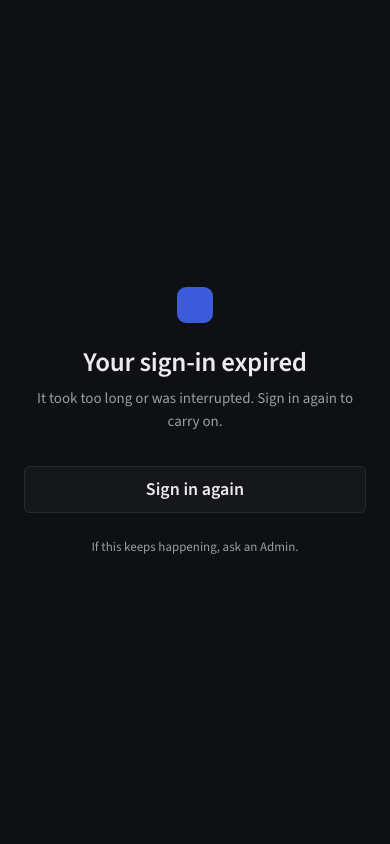 Your sign-in expired
It took too long or was interrupted. Sign in again to
carry on.
Sign in again
If this keeps happening, ask an Admin.